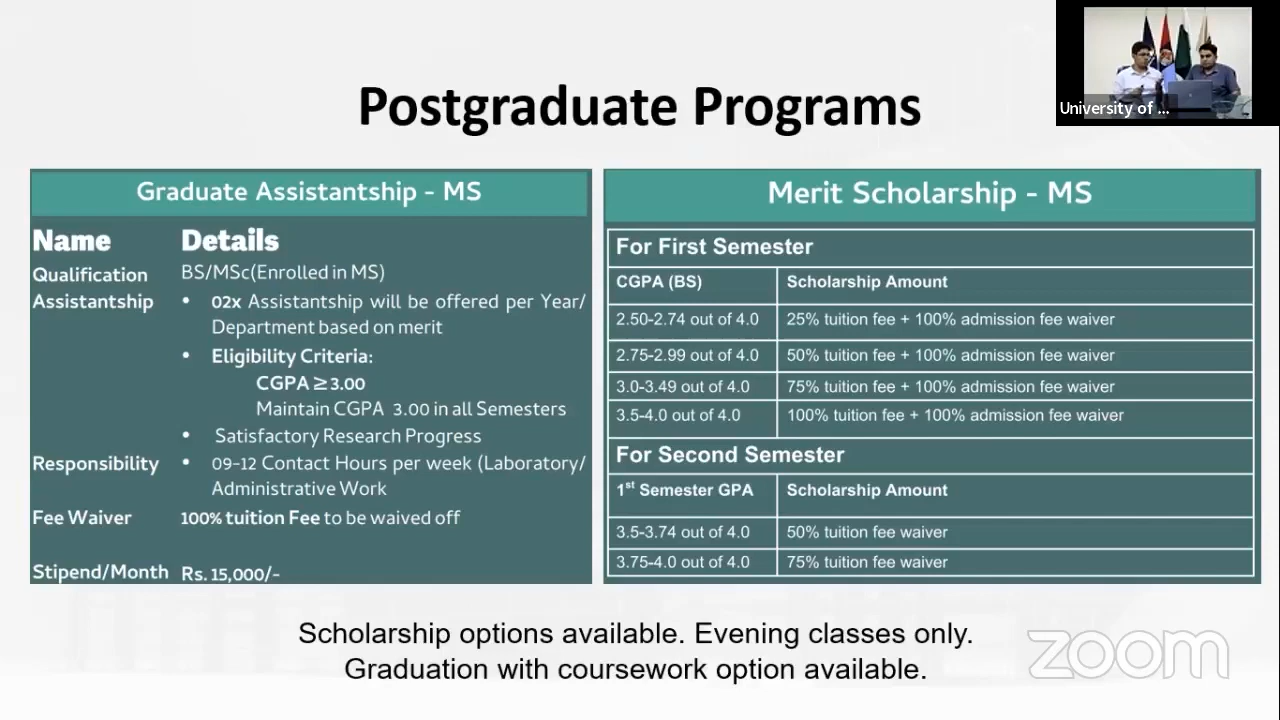 Postgraduate Programs
University of ...
Graduate Assistantship - MS
Name Details
Qualification BS/MSc(Enrolled in MS)
Assistantship • 02x Assistantship will be offered per Year/
Department based on merit
• Eligibility Criteria:
CGPA ≥ 3.00
Maintain CGPA 3.00 in all Semesters
• Satisfactory Research Progress
Responsibility • 09-12 Contact Hours per week (Laboratory/
Administrative Work
Fee Waiver 100% tuition Fee to be waived off
Stipend/Month Rs. 15,000/-
Merit Scholarship - MS
For First Semester
CGPA (BS) Scholarship Amount
2.50-2.74 out of 4.0 25% tuition fee + 100% admission fee waiver
2.75-2.99 out of 4.0 50% tuition fee + 100% admission fee waiver
3.0-3.49 out of 4.0 75% tuition fee + 100% admission fee waiver
3.5-4.0 out of 4.0 100% tuition fee + 100% admission fee waiver
For Second Semester
1st Semester GPA Scholarship Amount
3.5-3.74 out of 4.0 50% tuition fee waiver
3.75-4.0 out of 4.0 75% tuition fee waiver
Scholarship options available. Evening classes only.
Graduation with coursework option available.
zoom